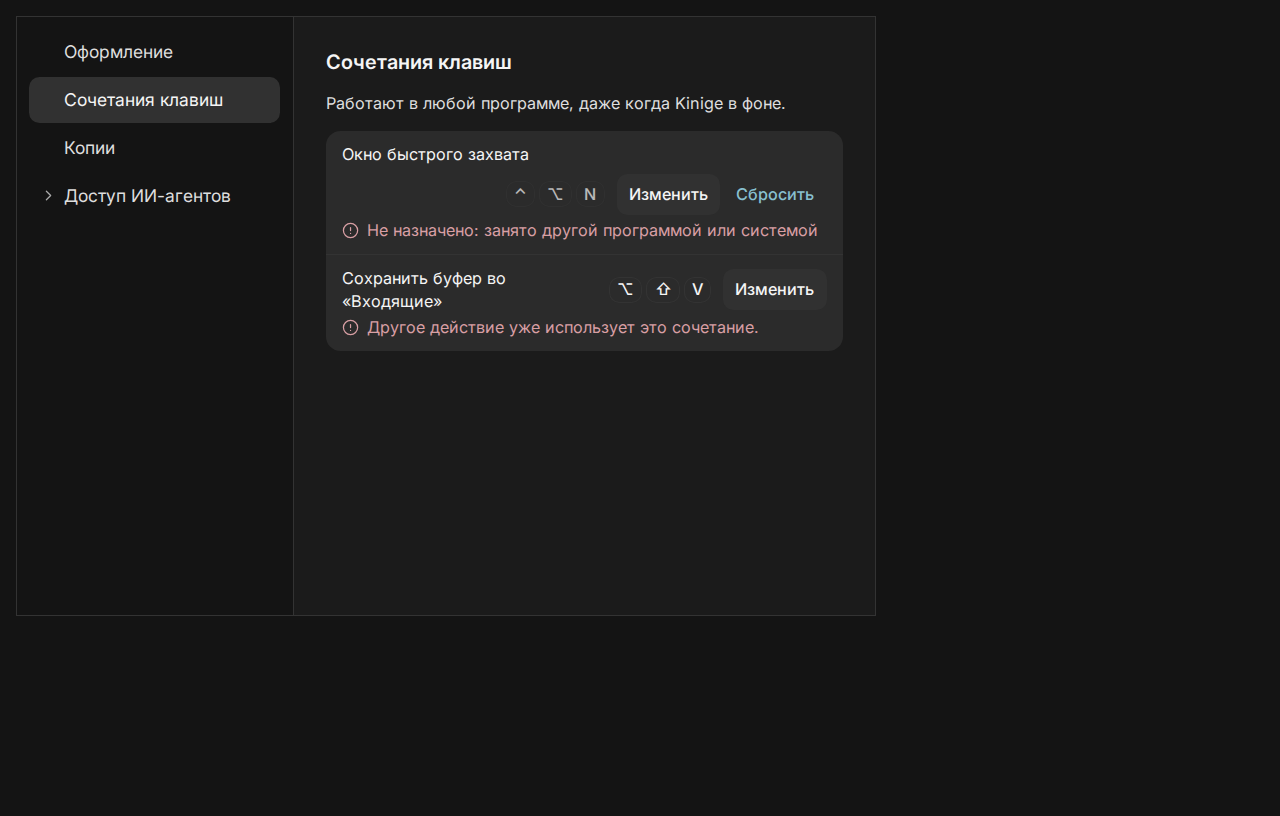 Оформление
Сочетания клавиш
Копии
Доступ ИИ-агентов
Сочетания клавиш
Работают в любой программе, даже когда Kinige в фоне.
Окно быстрого захвата
⌃ ⌥ N Изменить Сбросить
Не назначено: занято другой программой или системой
Сохранить буфер во
«Входящие»
⌥ ⇧ V Изменить
Другое действие уже использует это сочетание.